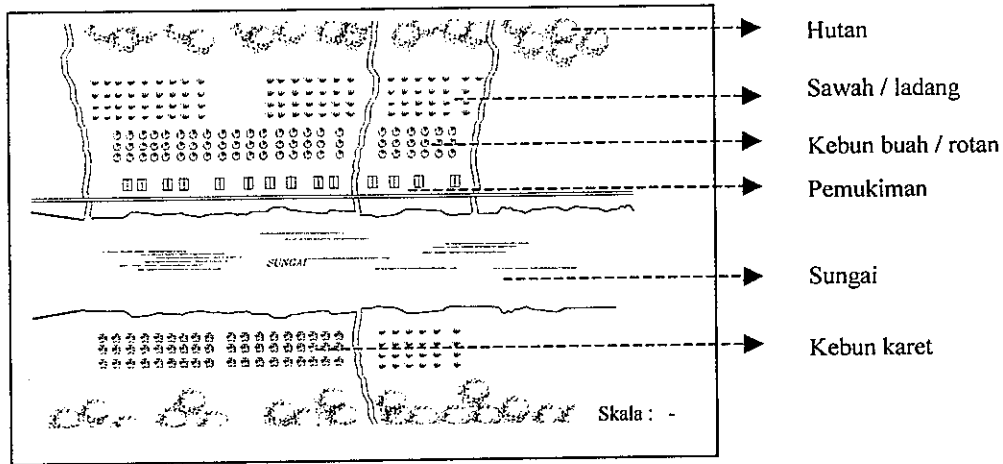 Hutan
Sawah / ladang
Kebun buah / rotan
Pemukiman
SUNGAI
Sungai
Kebun karet
Skala : -